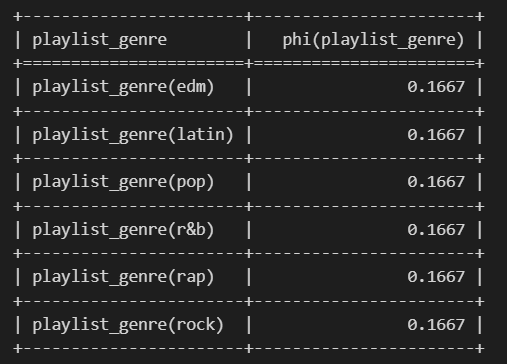 +-----------------------+-----------------------+
| playlist_genre        |   phi(playlist_genre) |
+=======================+=======================+
| playlist_genre(edm)   |                0.1667 |
+-----------------------+-----------------------+
| playlist_genre(latin) |                0.1667 |
+-----------------------+-----------------------+
| playlist_genre(pop)   |                0.1667 |
+-----------------------+-----------------------+
| playlist_genre(r&b)   |                0.1667 |
+-----------------------+-----------------------+
| playlist_genre(rap)   |                0.1667 |
+-----------------------+-----------------------+
| playlist_genre(rock)  |                0.1667 |
+-----------------------+-----------------------+